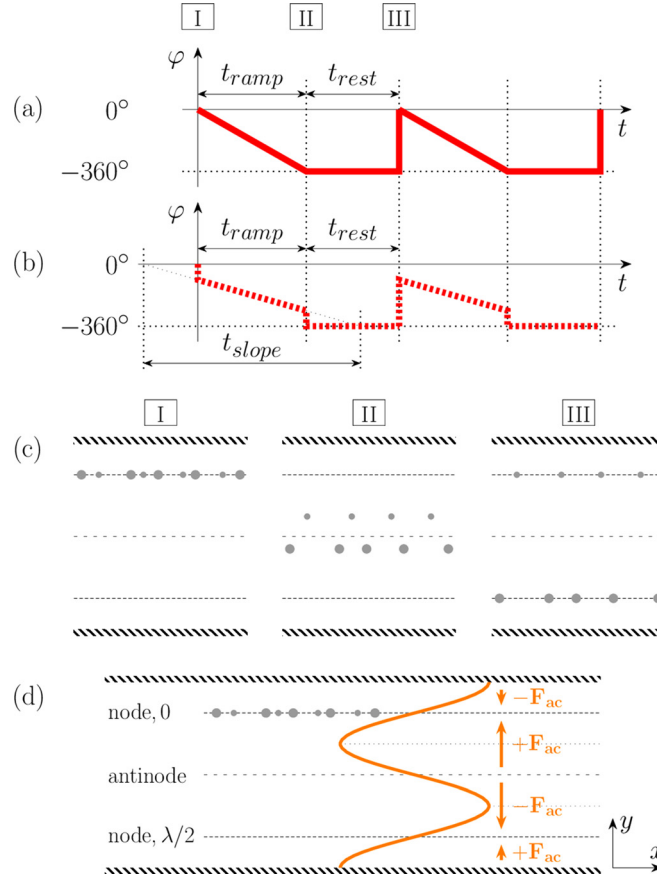 I II III
φ
t_ramp t_rest
(a) 0° t
−360°
φ
t_ramp t_rest
(b) 0° t
−360°
t_slope
I II III
(c)
(d)
node, 0 −F_ac
+F_ac
antinode
−F_ac
node, λ/2 +F_ac
y
x